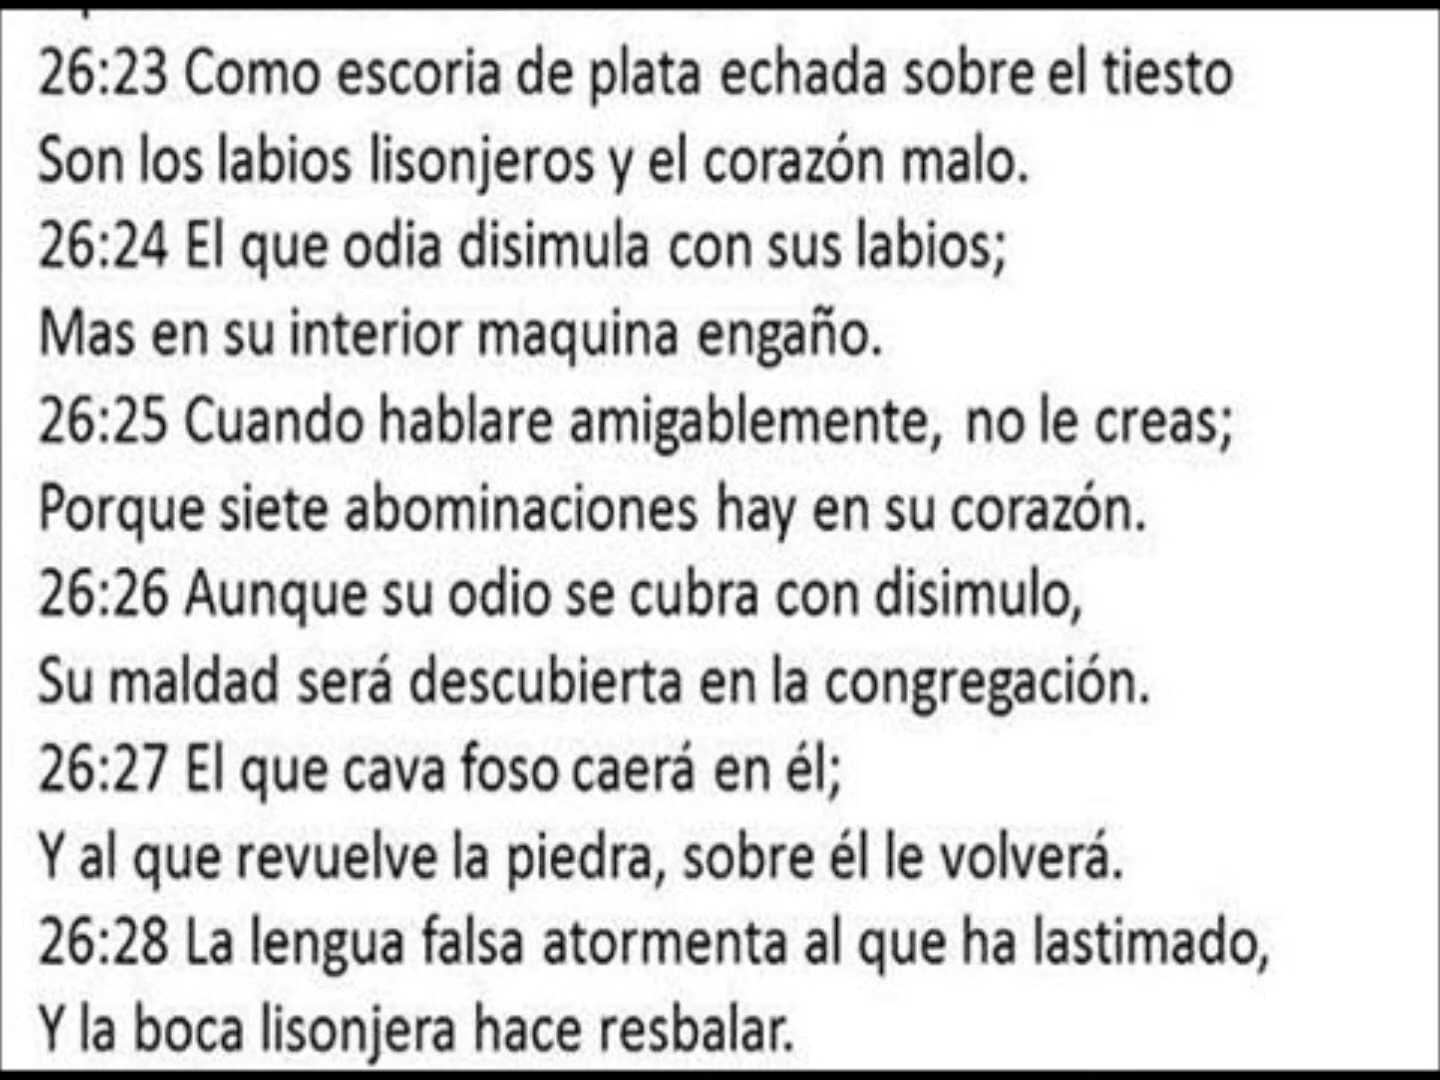 26:23 Como escoria de plata echada sobre el tiesto
Son los labios lisonjeros y el corazón malo.
26:24 El que odia disimula con sus labios;
Mas en su interior maquina engaño.
26:25 Cuando hablare amigablemente, no le creas;
Porque siete abominaciones hay en su corazón.
26:26 Aunque su odio se cubra con disimulo,
Su maldad será descubierta en la congregación.
26:27 El que cava foso caerá en él;
Y al que revuelve la piedra, sobre él le volverá.
26:28 La lengua falsa atormenta al que ha lastimado,
Y la boca lisonjera hace resbalar.